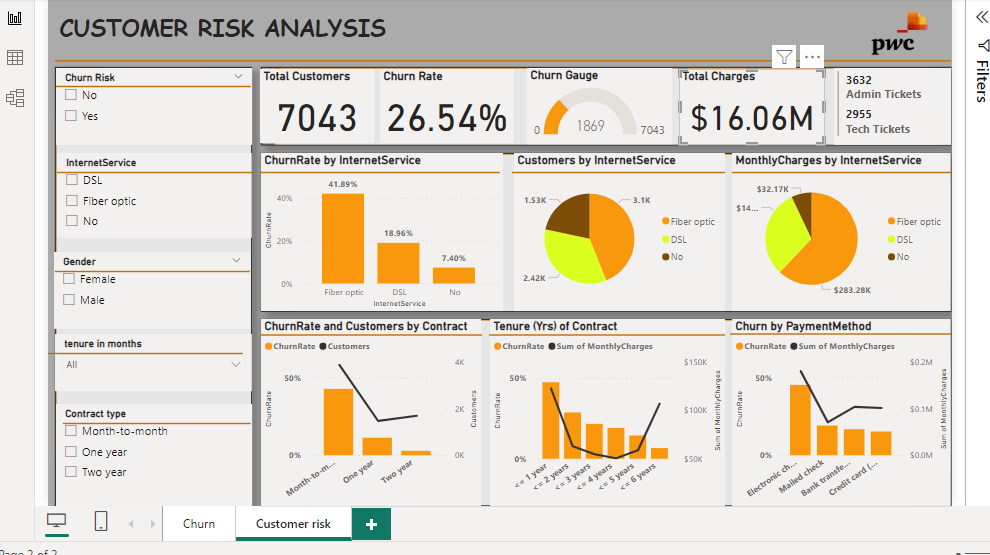 CUSTOMER RISK ANALYSIS
pwc
Filters
Churn Risk
No
Yes
InternetService
DSL
Fiber optic
No
Gender
Female
Male
tenure in months
All
Contract type
Month-to-month
One year
Two year
Total Customers
7043
Churn Rate
26.54%
Churn Gauge
0
1869
7043
Total Charges
$16.06M
3632
Admin Tickets
2955
Tech Tickets
ChurnRate by InternetService
ChurnRate
40%
20%
0%
41.89%
18.96%
7.40%
Fiber optic
DSL
No
InternetService
Customers by InternetService
1.53K
3.1K
2.42K
Fiber optic
DSL
No
MonthlyCharges by InternetService
$32.17K
$14...
$283.28K
Fiber optic
DSL
No
ChurnRate and Customers by Contract
ChurnRate
Customers
ChurnRate
50%
0%
4K
2K
0K
Customers
Month-to-m...
One year
Two year
Tenure (Yrs) of Contract
ChurnRate
Sum of MonthlyCharges
ChurnRate
50%
0%
$150K
$100K
$50K
Sum of MonthlyCharges
<= 1 year
<= 2 years
<= 3 years
<= 4 years
<= 5 years
<= 6 years
Churn by PaymentMethod
ChurnRate
Sum of MonthlyCharges
ChurnRate
50%
0%
$0.2M
$0.1M
$0.0M
Sum of MonthlyCharges
Electronic ch...
Mailed check
Bank transfe...
Credit card (...
Churn
Customer risk
+
Page 2 of 2